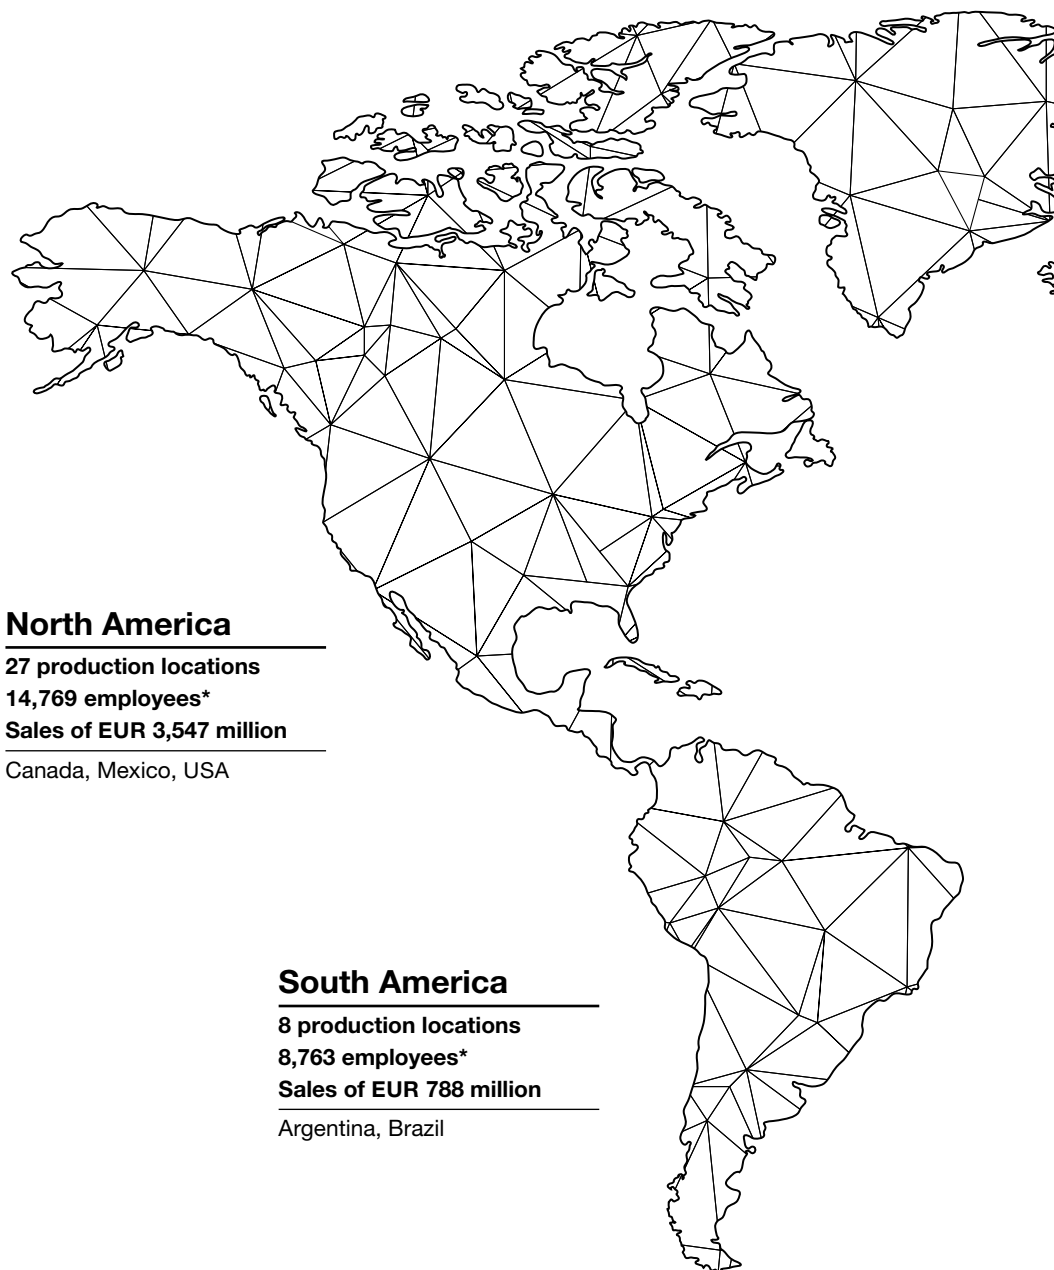 North America
27 production locations
14,769 employees*
Sales of EUR 3,547 million
Canada, Mexico, USA
South America
8 production locations
8,763 employees*
Sales of EUR 788 million
Argentina, Brazil